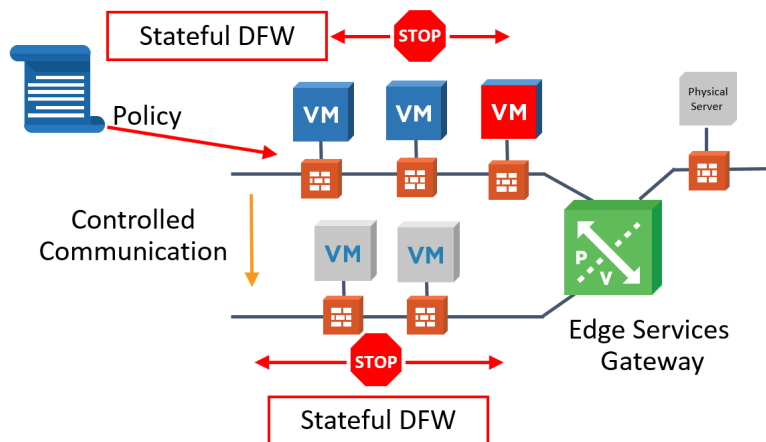 Stateful DFW
STOP
Policy
VM
VM
VM
Physical
Server
Controlled
Communication
VM
VM
P
V
Edge Services
Gateway
STOP
Stateful DFW